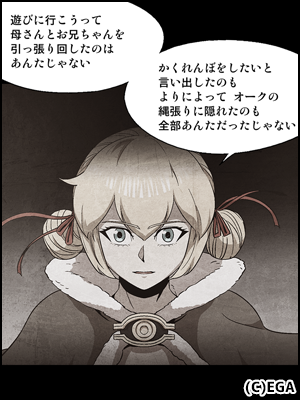 遊びに行こうって
母さんとお兄ちゃんを
引っ張り回したのは
あんたじゃない
かくれんぼをしたいと
言い出したのも
よりによって オークの
縄張りに隠れたのも
全部あんただったじゃない
(C)EGA